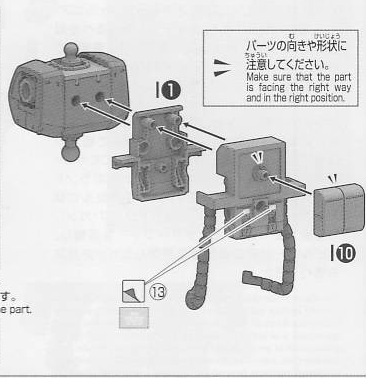 パーツの向きや形状に
注意してください。
Make sure that the part
is facing the right way
and in the right position.
I❶
I❿
⑬
す。
e part.